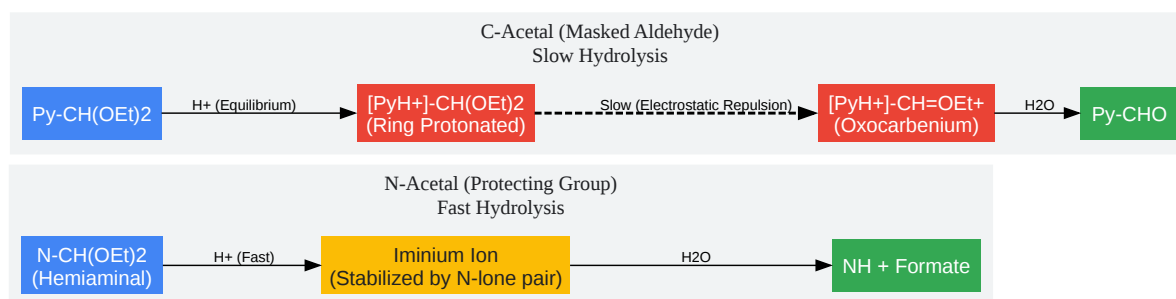 C-Acetal (Masked Aldehyde)
Slow Hydrolysis
Py-CH(OEt)2
H+ (Equilibrium)
[PyH+]-CH(OEt)2
(Ring Protonated)
Slow (Electrostatic Repulsion)
[PyH+]-CH=OEt+
(Oxocarbenium)
H2O
Py-CHO
N-Acetal (Protecting Group)
Fast Hydrolysis
N-CH(OEt)2
(Hemiaminal)
H+ (Fast)
Iminium Ion
(Stabilized by N-lone pair)
H2O
NH + Formate